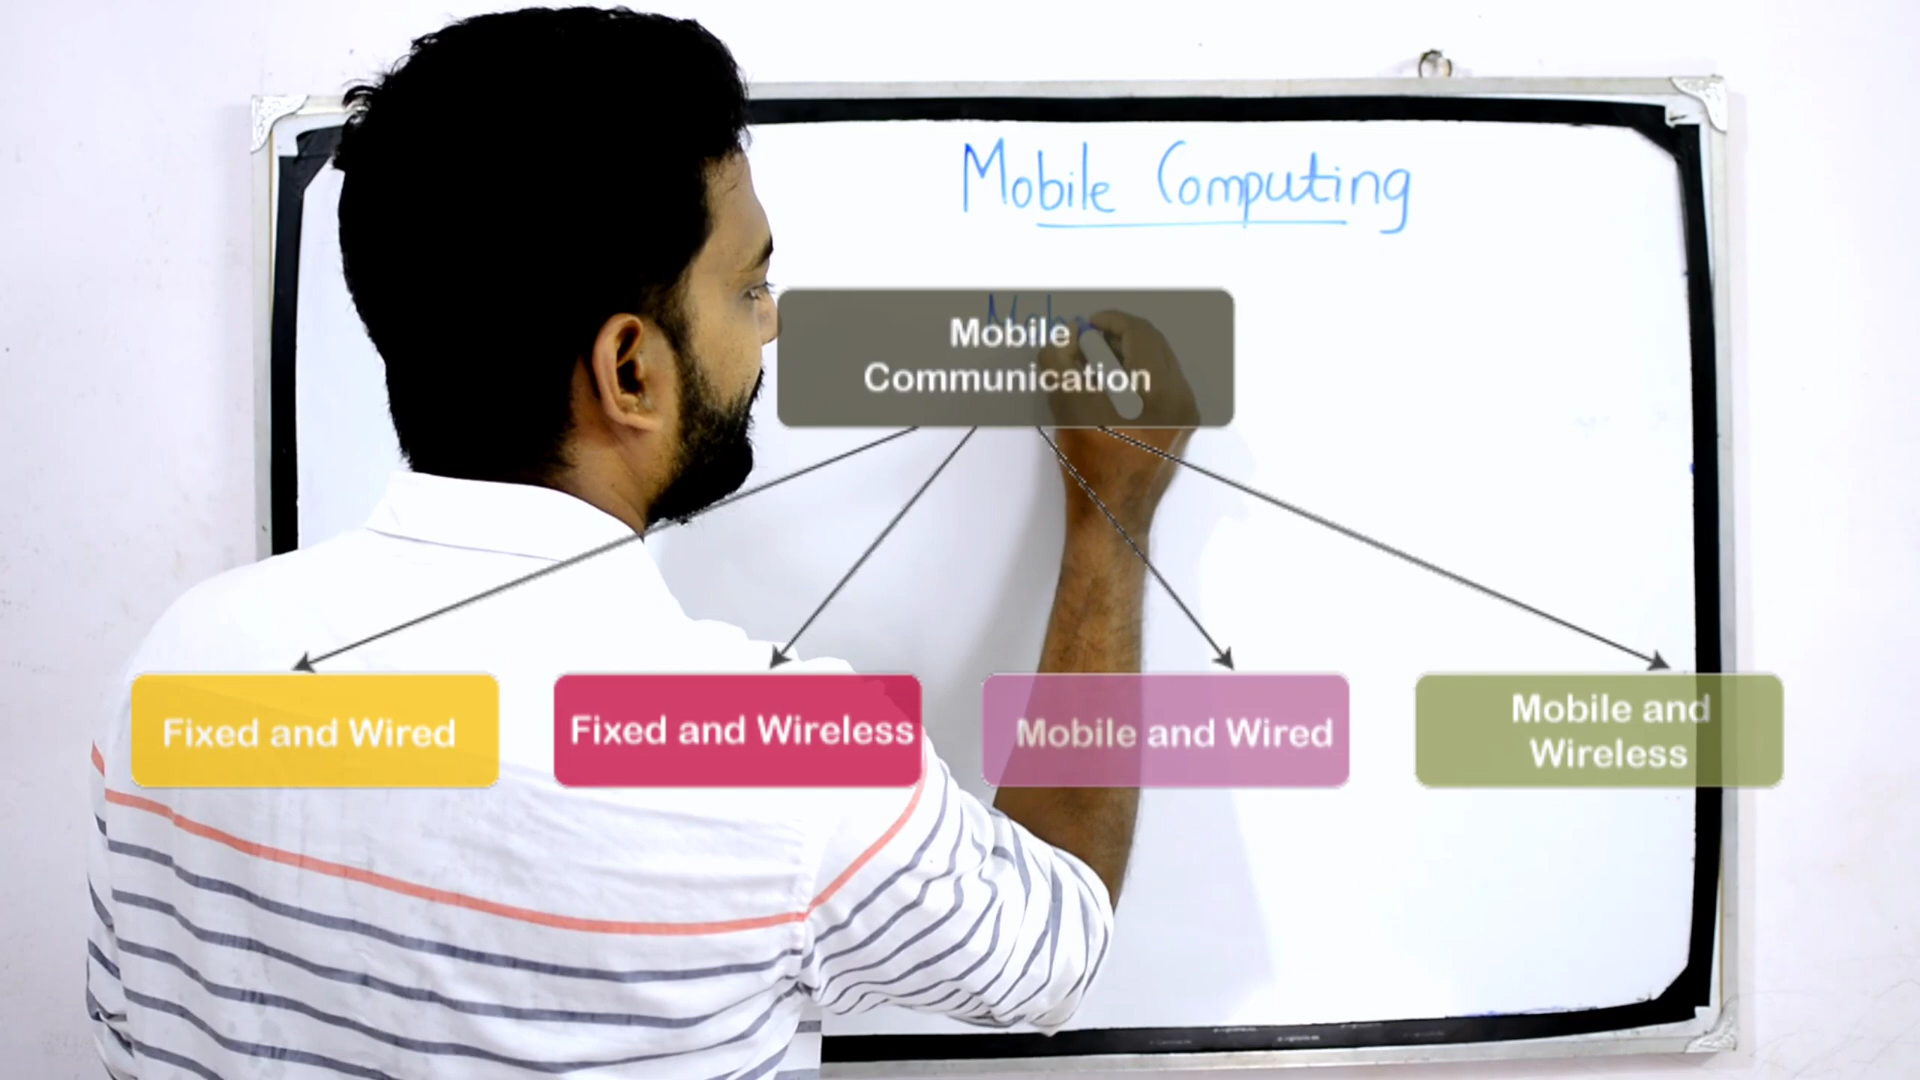 Mobile Computing
Mobile
Communication
Fixed and Wired
Fixed and Wireless
Mobile and Wired
Mobile and
Wireless